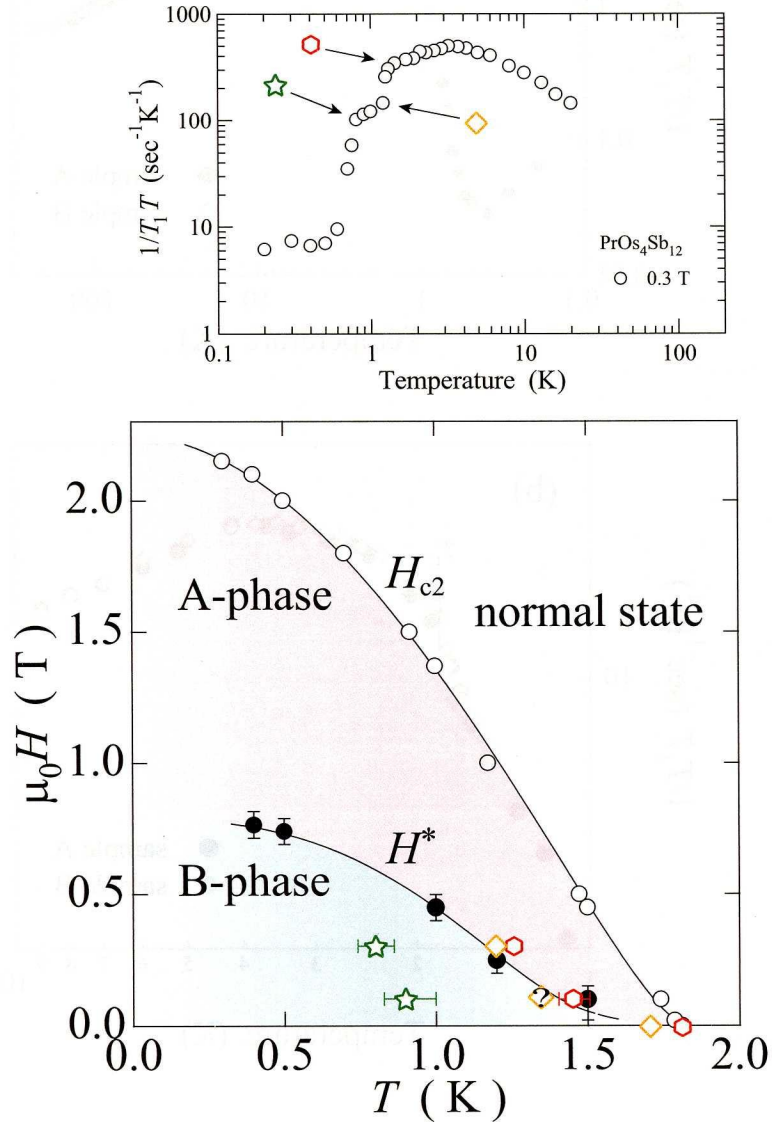 1000
100
10
1
1/T₁T (sec⁻¹K⁻¹)
PrOs₄Sb₁₂
0.3 T
0.1
1
10
100
Temperature (K)
2.0
1.5
1.0
0.5
0.0
μ₀H (T)
A-phase
Hc2
normal state
H*
B-phase
?
0.0
0.5
1.0
1.5
2.0
T (K)